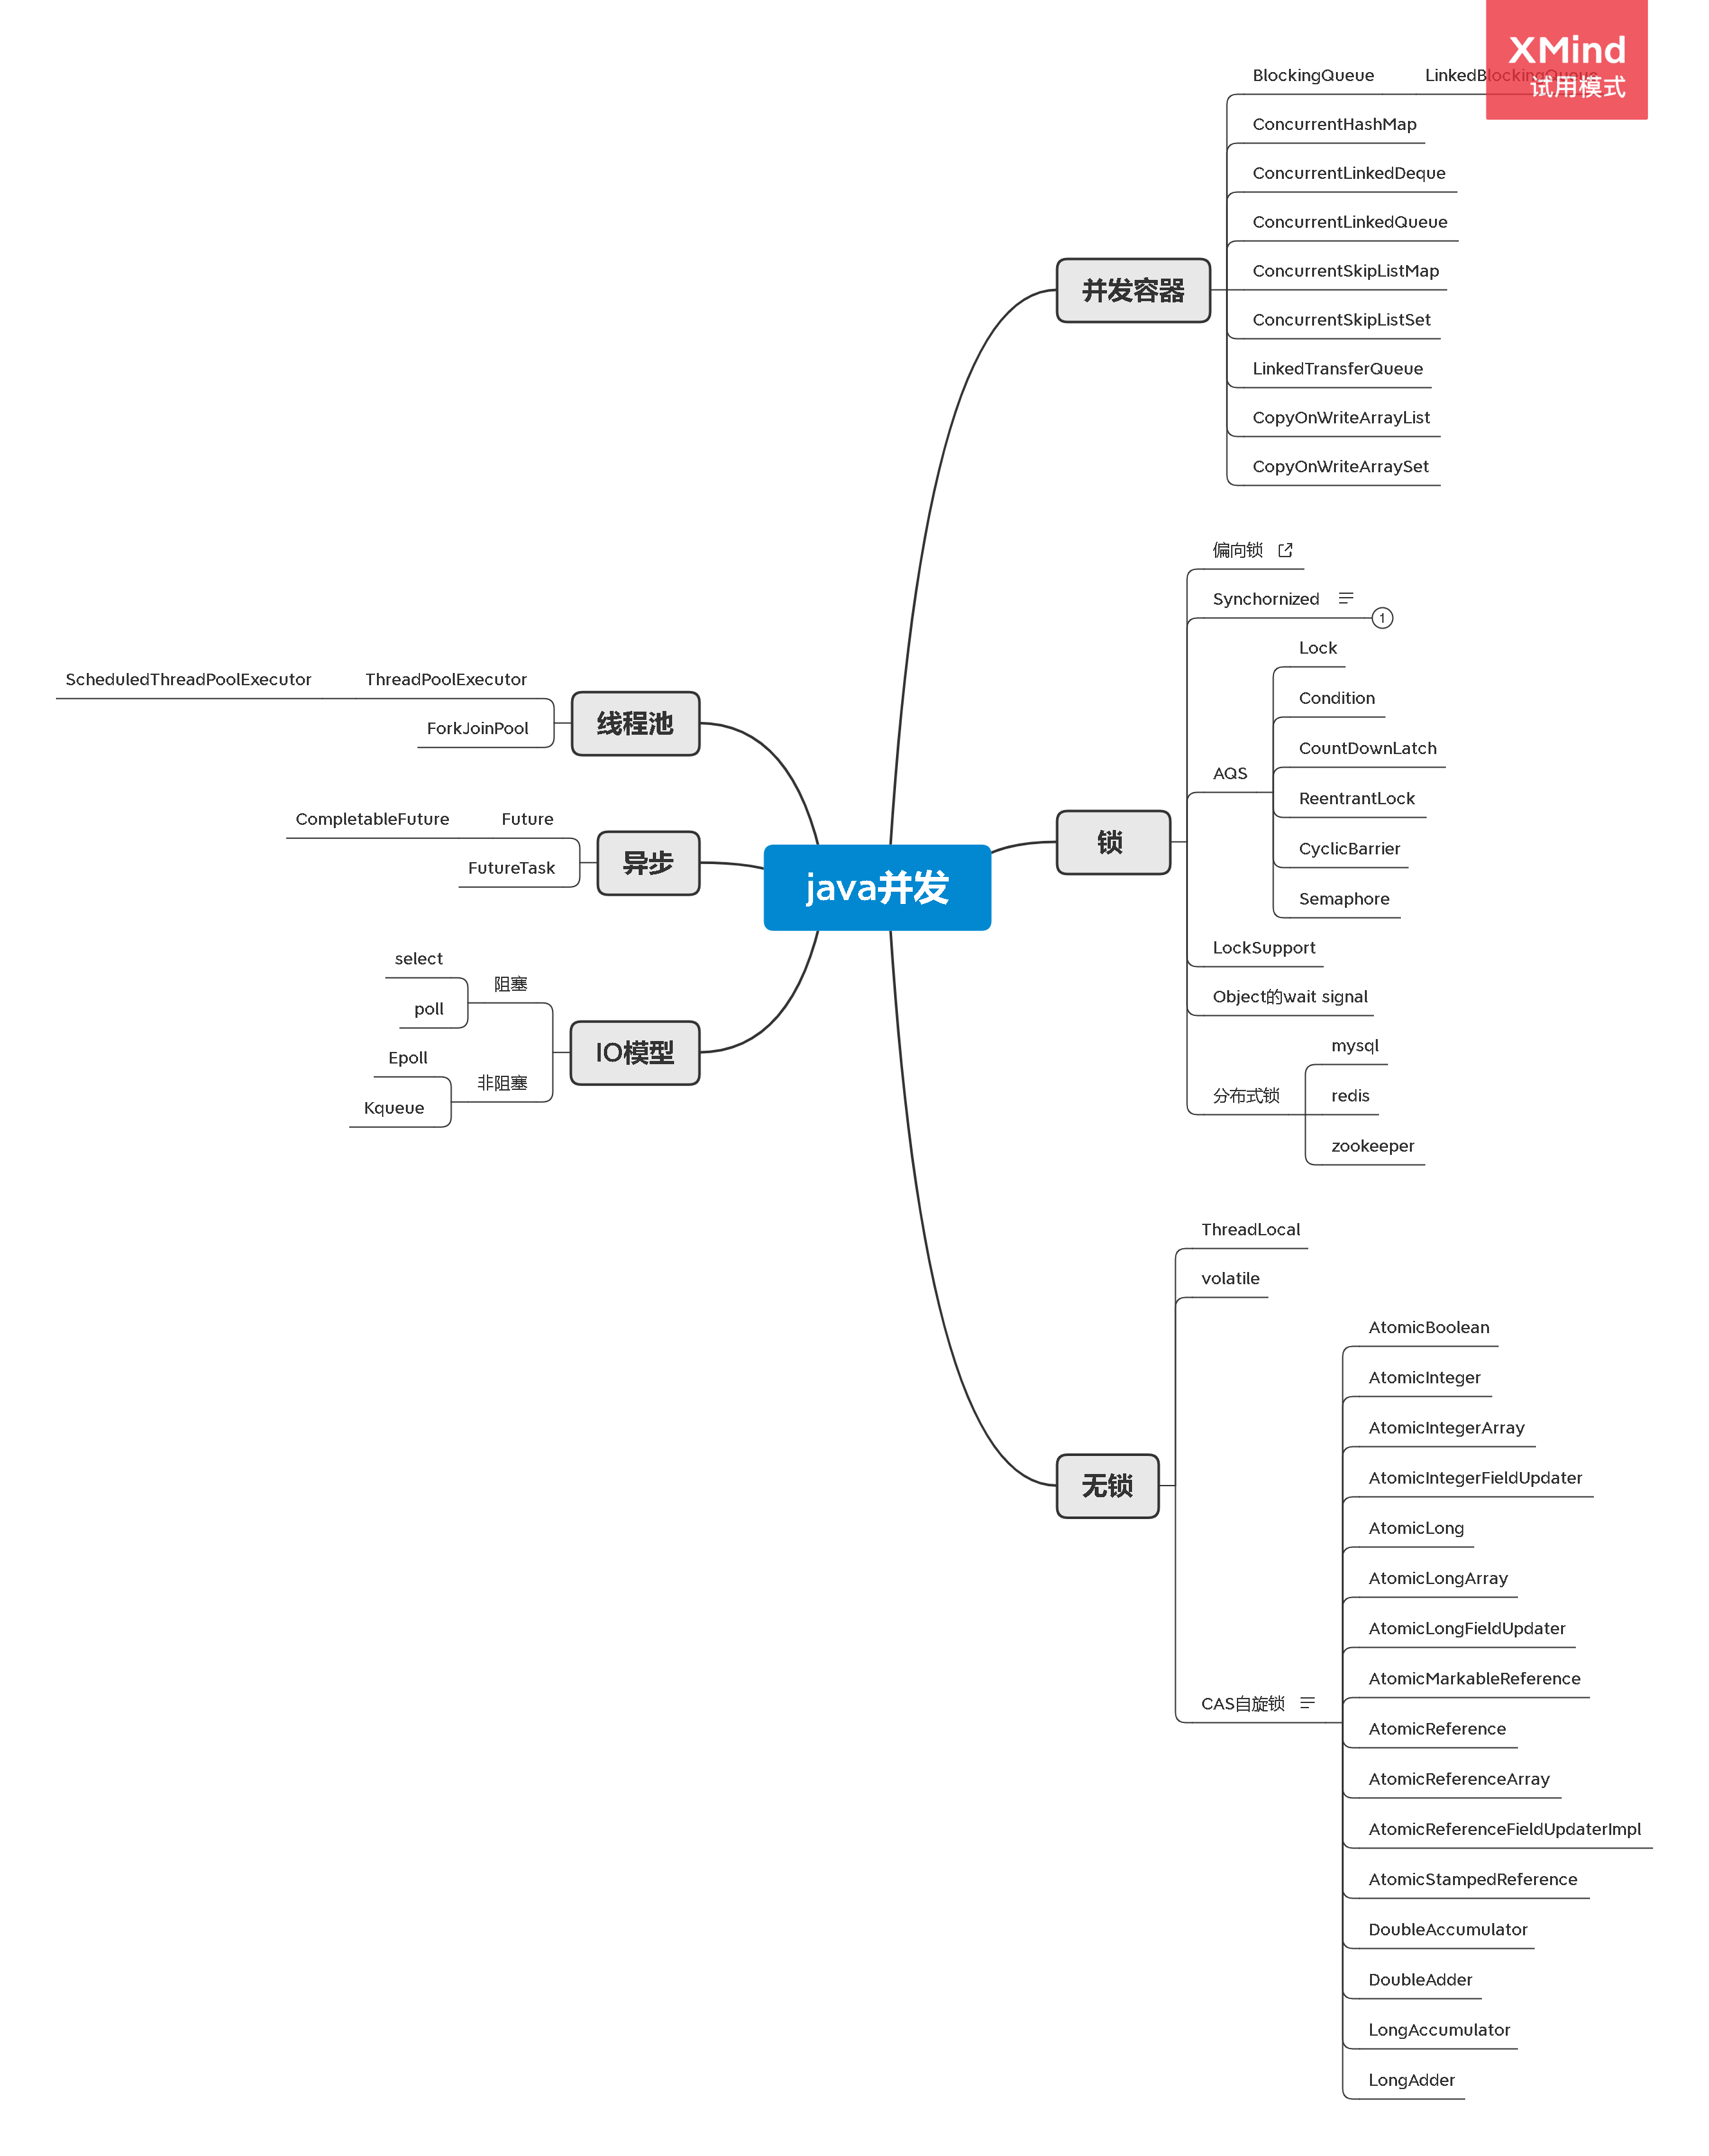 XMind
试用模式
BlockingQueue
LinkedBlockingQueue
ConcurrentHashMap
ConcurrentLinkedDeque
ConcurrentLinkedQueue
并发容器
ConcurrentSkipListMap
ConcurrentSkipListSet
LinkedTransferQueue
CopyOnWriteArrayList
CopyOnWriteArraySet
偏向锁
Synchornized
1
锁
AQS
Lock
Condition
CountDownLatch
ReentrantLock
CyclicBarrier
Semaphore
LockSupport
Object的wait signal
分布式锁
mysql
redis
zookeeper
无锁
ThreadLocal
volatile
CAS自旋锁
AtomicBoolean
AtomicInteger
AtomicIntegerArray
AtomicIntegerFieldUpdater
AtomicLong
AtomicLongArray
AtomicLongFieldUpdater
AtomicMarkableReference
AtomicReference
AtomicReferenceArray
AtomicReferenceFieldUpdaterImpl
AtomicStampedReference
DoubleAccumulator
DoubleAdder
LongAccumulator
LongAdder
java并发
线程池
ThreadPoolExecutor
ScheduledThreadPoolExecutor
ForkJoinPool
异步
Future
CompletableFuture
FutureTask
IO模型
阻塞
select
poll
非阻塞
Epoll
Kqueue